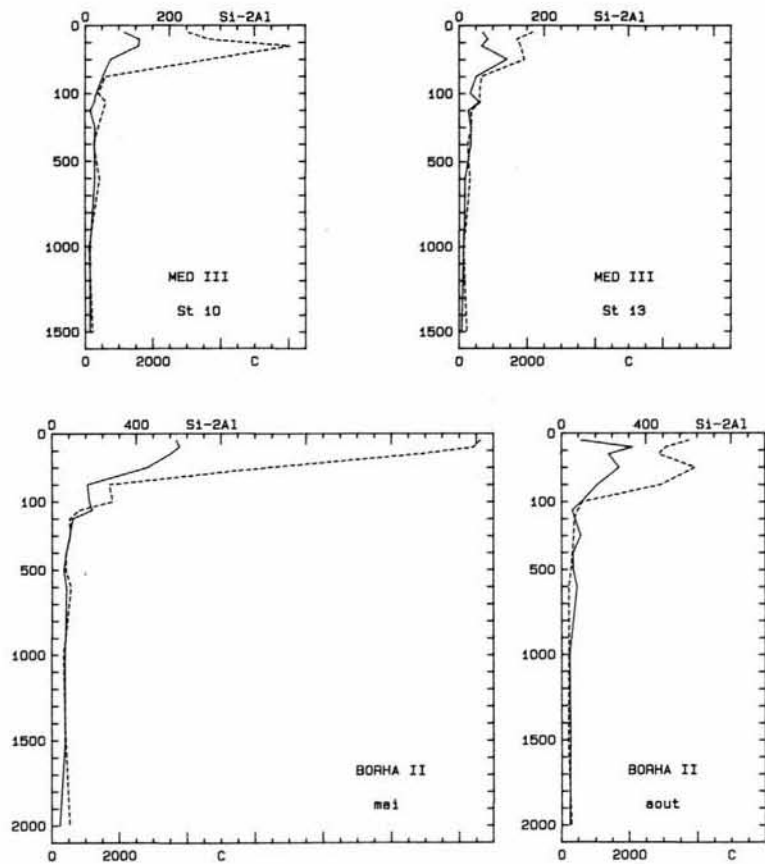 0 200 Si-2Al
0
100
500
1000
1500
MED III
St 10
0 2000 C
0 200 Si-2Al
0
100
500
1000
1500
MED III
St 13
0 2000 C
0 400 Si-2Al
0
100
500
1000
1500
2000
BORHA II
mai
0 2000 C
0 400 Si-2Al
0
100
500
1000
1500
2000
BORHA II
aout
0 2000 C